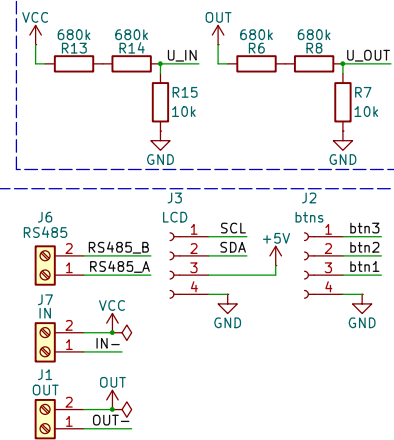 VCC
680k
R13
680k
R14
U_IN
R15
10k
GND
OUT
680k
R6
680k
R8
U_OUT
R7
10k
GND
J6
RS485
2
RS485_B
1
RS485_A
J3
LCD
1
SCL
2
SDA
3
+5V
4
GND
J2
btns
1
btn3
2
btn2
3
btn1
4
GND
J7
IN
2
VCC
1
IN-
J1
OUT
2
OUT
1
OUT-